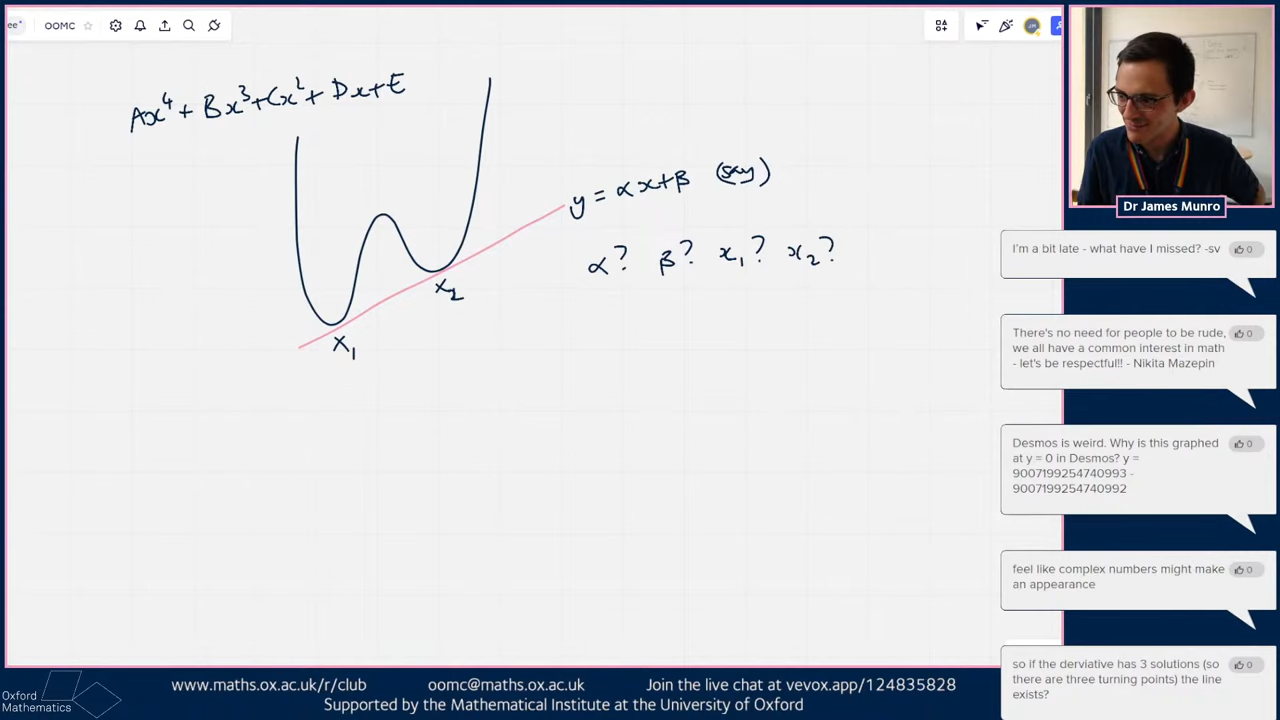 ee*
OOMC
Ax⁴ + Bx³ + Cx² + Dx + E
y = αx+β (say)
α? β? x₁? x₂?
x₂
x₁
Dr James Munro
I'm a bit late - what have I missed? -sv
0
There's no need for people to be rude,
we all have a common interest in math
- let's be respectful!! - Nikita Mazepin
0
Desmos is weird. Why is this graphed
at y = 0 in Desmos? y =
9007199254740993 -
9007199254740992
0
feel like complex numbers might make
an appearance
0
so if the derviative has 3 solutions (so
there are three turning points) the line
exists?
0
Oxford
Mathematics
www.maths.ox.ac.uk/r/club oomc@maths.ox.ac.uk Join the live chat at vevox.app/124835828
Supported by the Mathematical Institute at the University of Oxford